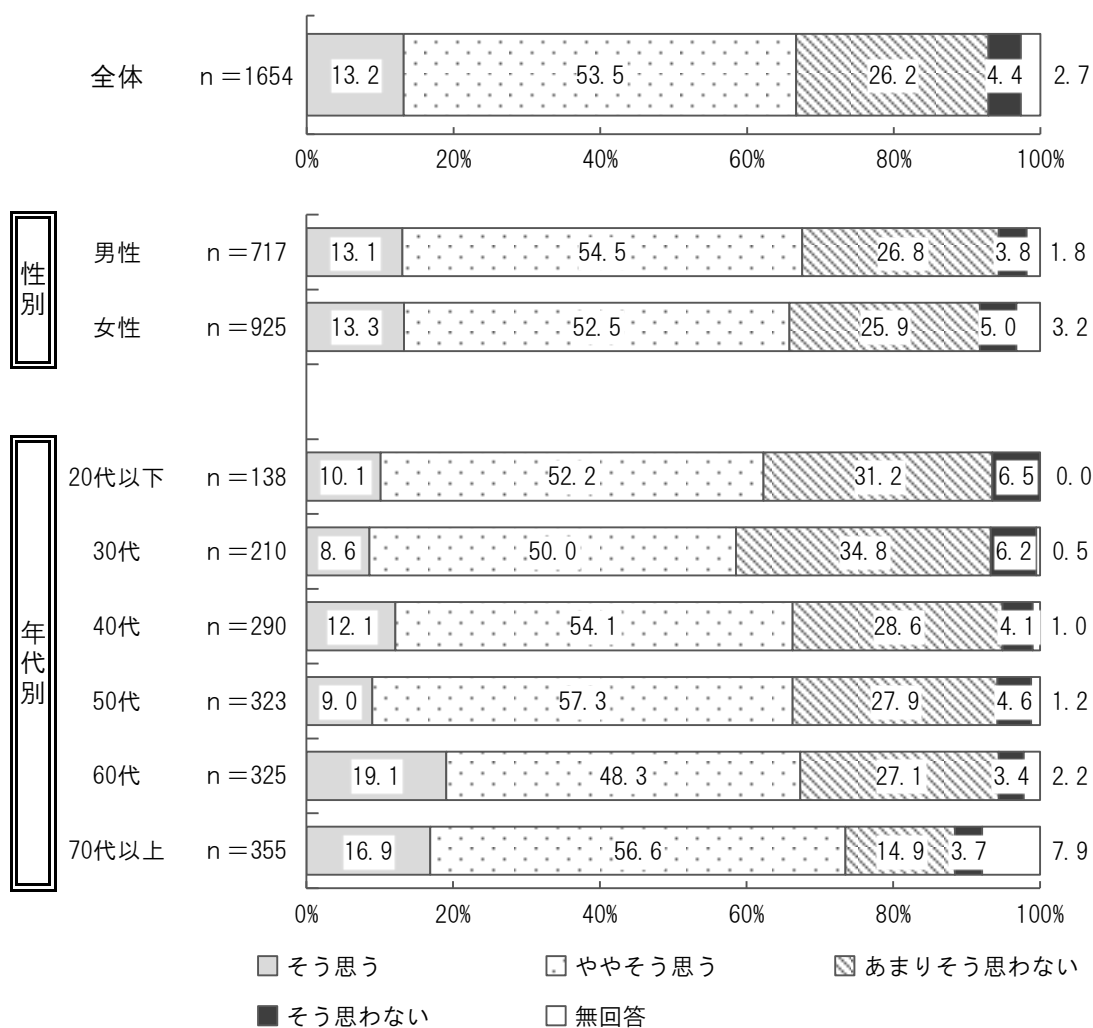 全体 n＝1654 13.2 53.5 26.2 4.4 2.7
0% 20% 40% 60% 80% 100%
性別
男性 n＝717 13.1 54.5 26.8 3.8 1.8
女性 n＝925 13.3 52.5 25.9 5.0 3.2
年代別
20代以下 n＝138 10.1 52.2 31.2 6.5 0.0
30代 n＝210 8.6 50.0 34.8 6.2 0.5
40代 n＝290 12.1 54.1 28.6 4.1 1.0
50代 n＝323 9.0 57.3 27.9 4.6 1.2
60代 n＝325 19.1 48.3 27.1 3.4 2.2
70代以上 n＝355 16.9 56.6 14.9 3.7 7.9
0% 20% 40% 60% 80% 100%
そう思う ややそう思う あまりそう思わない
そう思わない 無回答